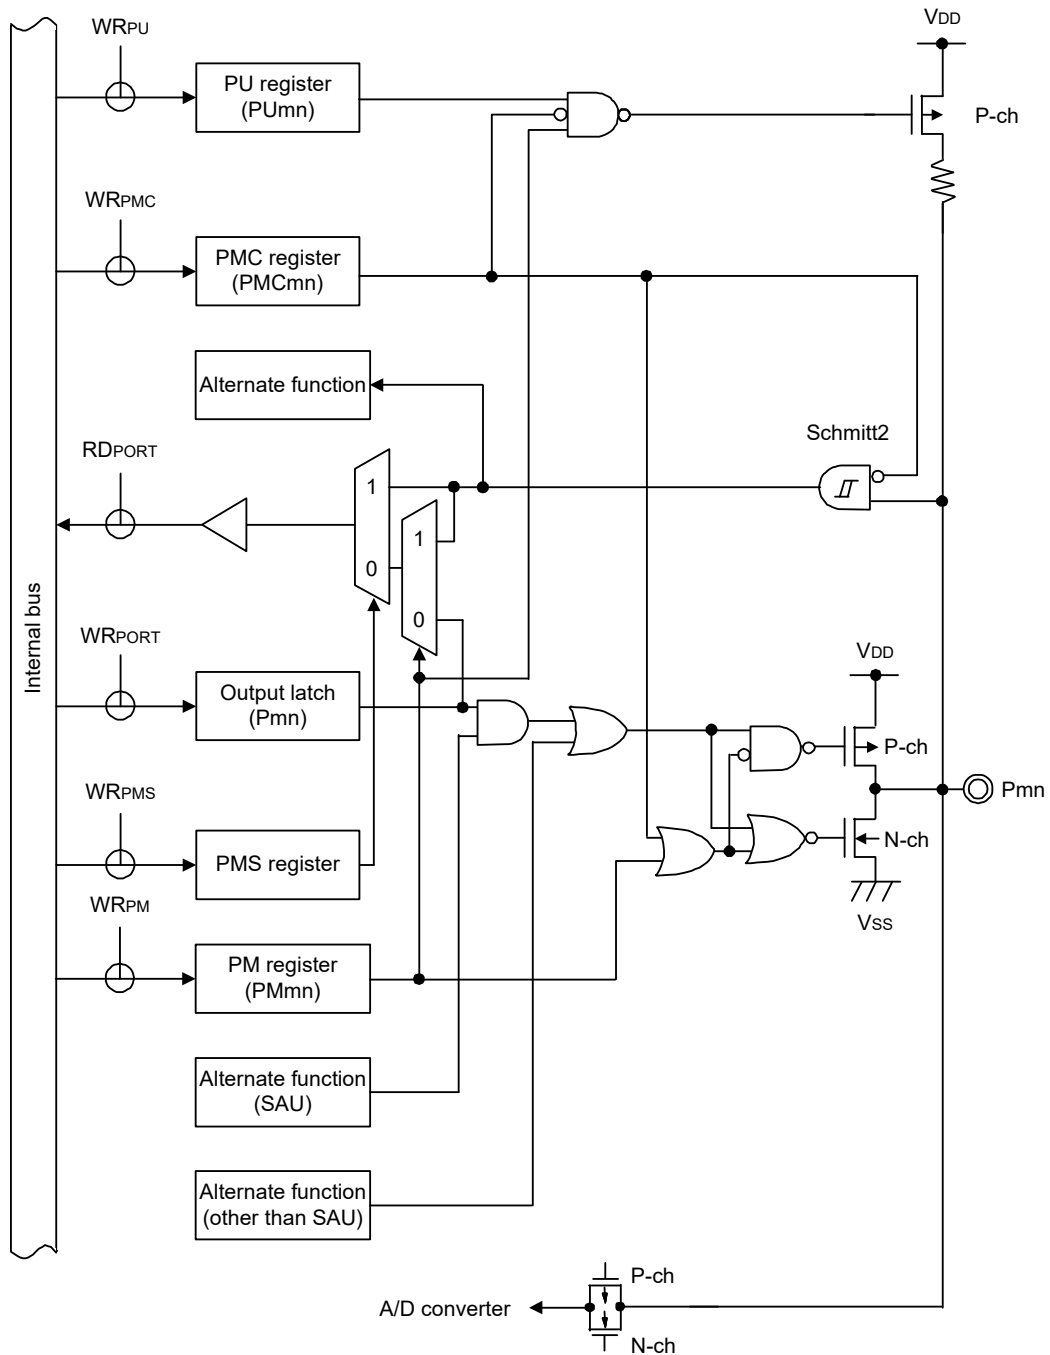 WRPU
PU register
(PUmn)
VDD
P-ch
WRPMC
PMC register
(PMCmn)
Alternate function
Schmitt2
RDPORT
1
0
1
0
Internal bus
WRPORT
Output latch
(Pmn)
VDD
P-ch
Pmn
N-ch
VSS
WRPMS
PMS register
WRPM
PM register
(PMmn)
Alternate function
(SAU)
Alternate function
(other than SAU)
P-ch
A/D converter
N-ch